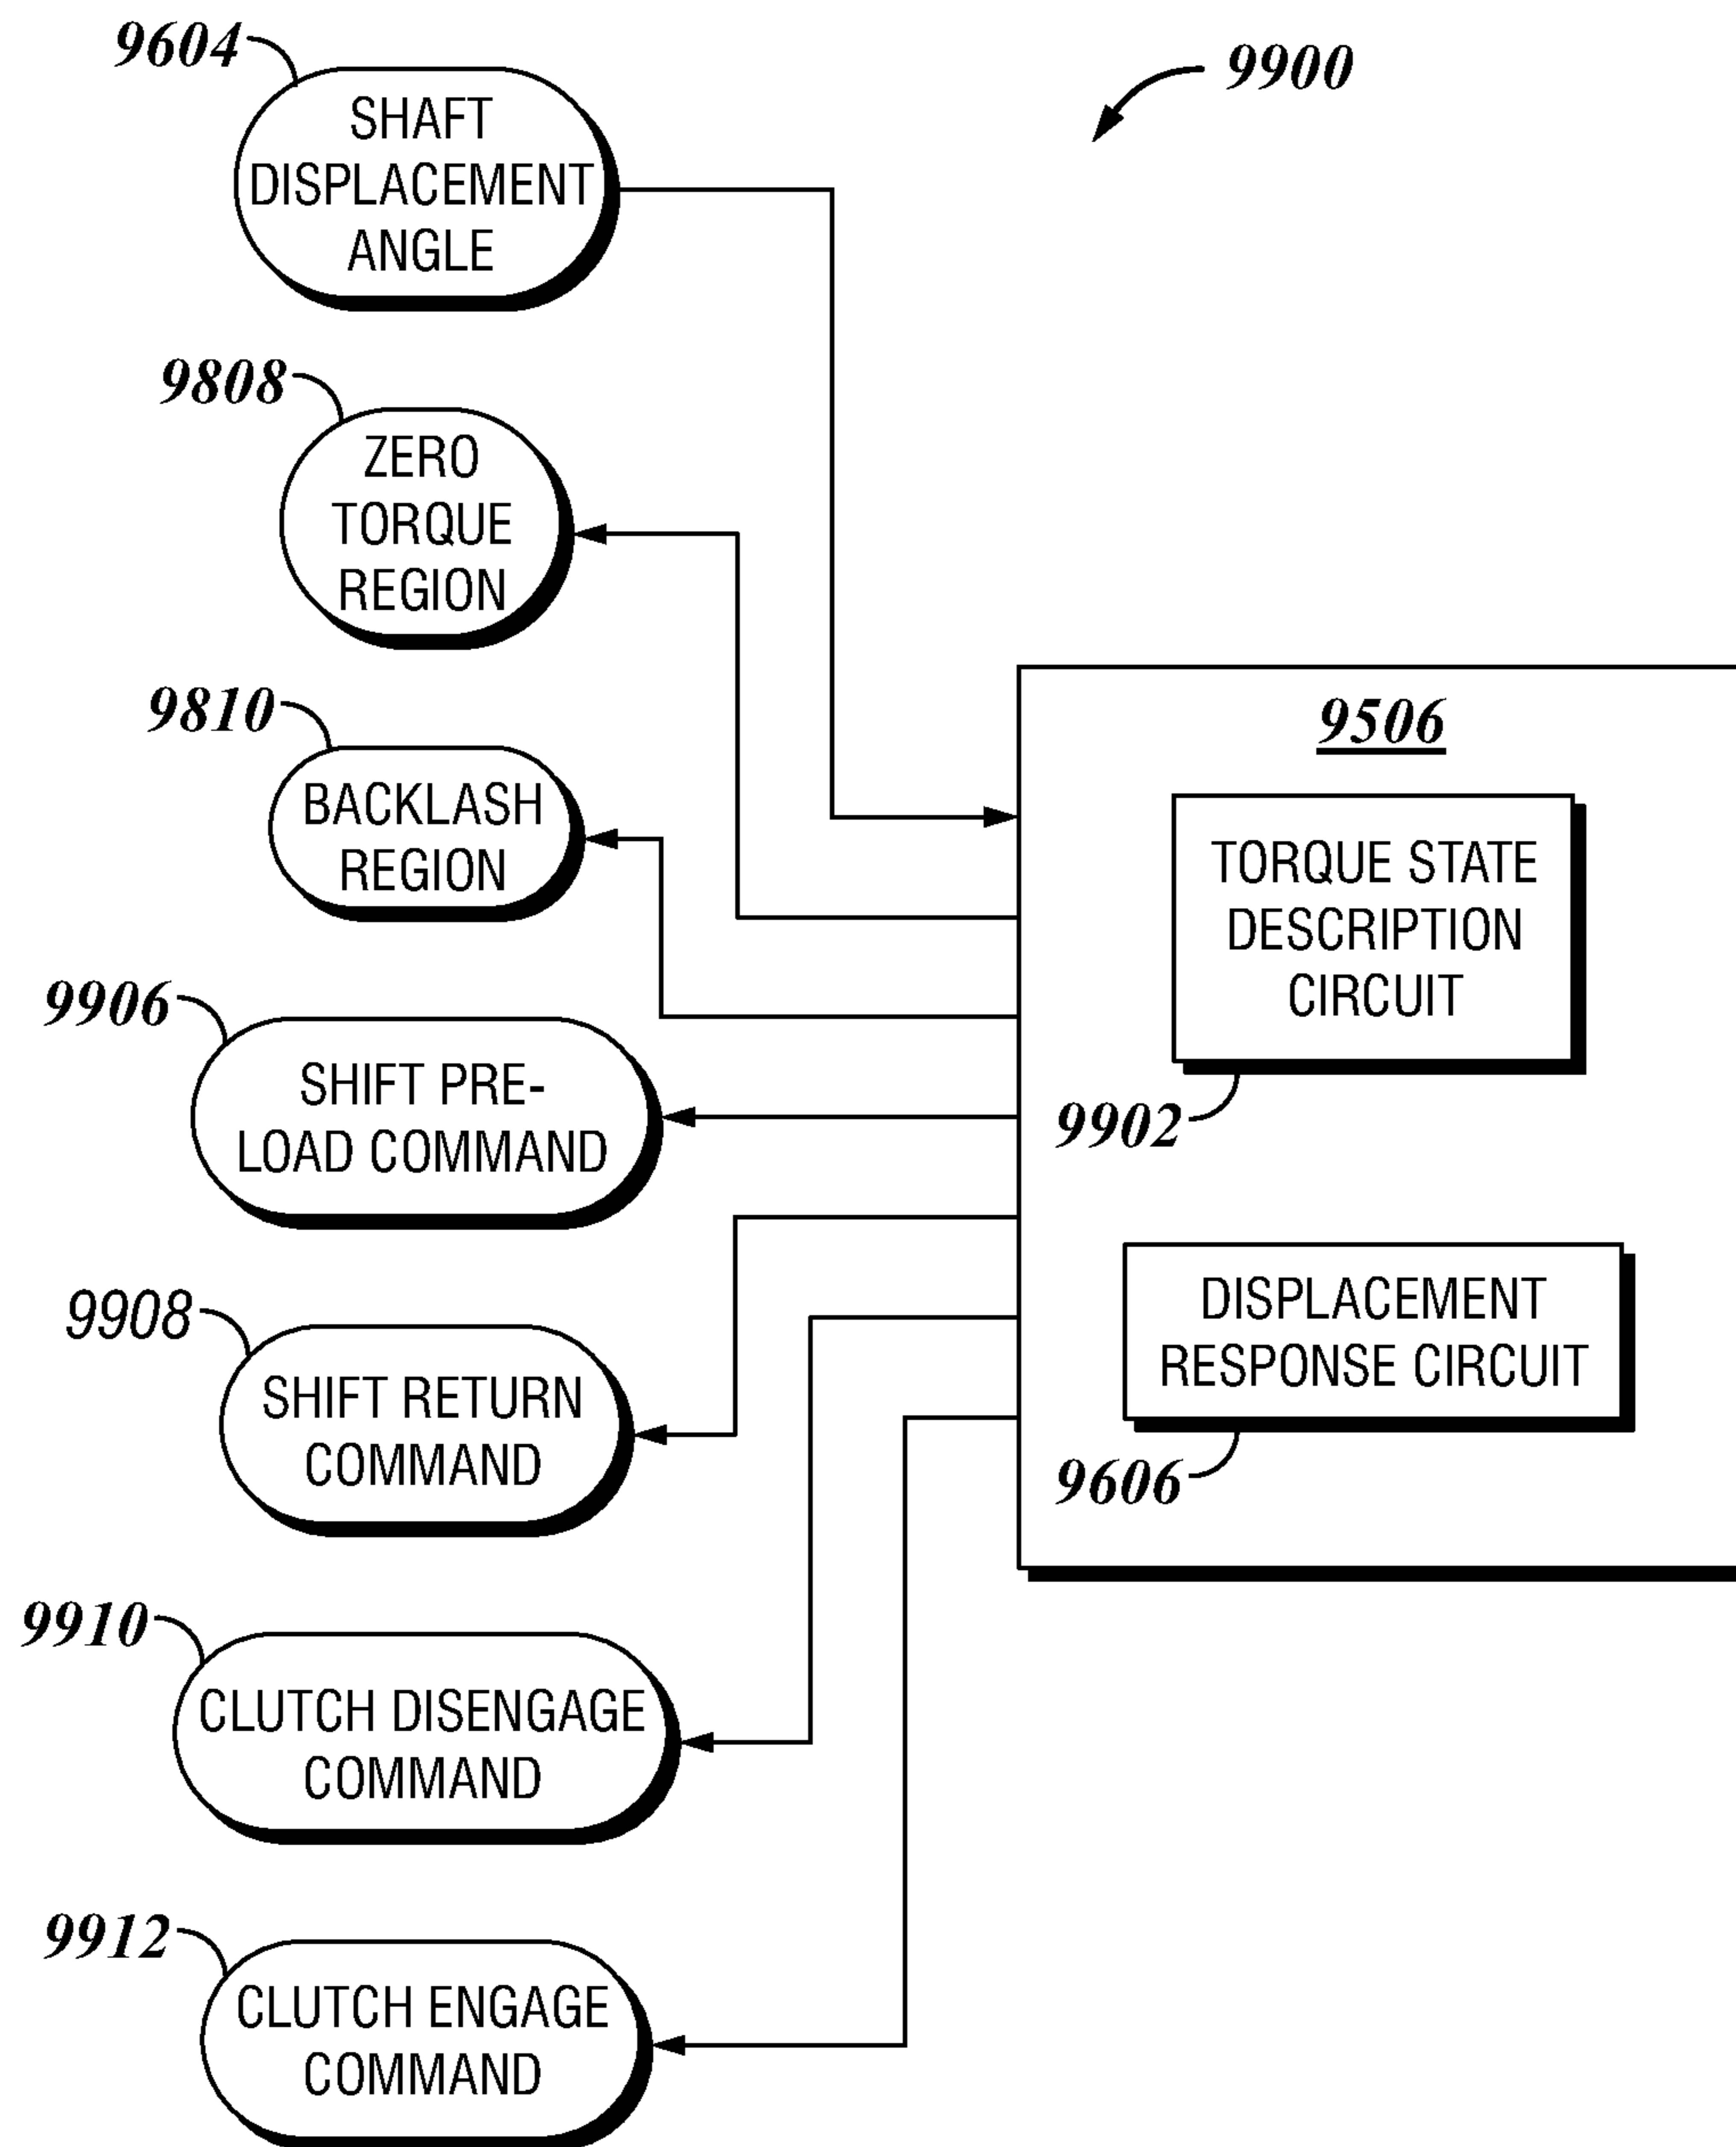 9604
9900
SHAFT
DISPLACEMENT
ANGLE
9808
ZERO
TORQUE
REGION
9810
BACKLASH
REGION
9506
TORQUE STATE
DESCRIPTION
CIRCUIT
9902
9906
SHIFT PRE-
LOAD COMMAND
DISPLACEMENT
RESPONSE CIRCUIT
9606
9908
SHIFT RETURN
COMMAND
9910
CLUTCH DISENGAGE
COMMAND
9912
CLUTCH ENGAGE
COMMAND